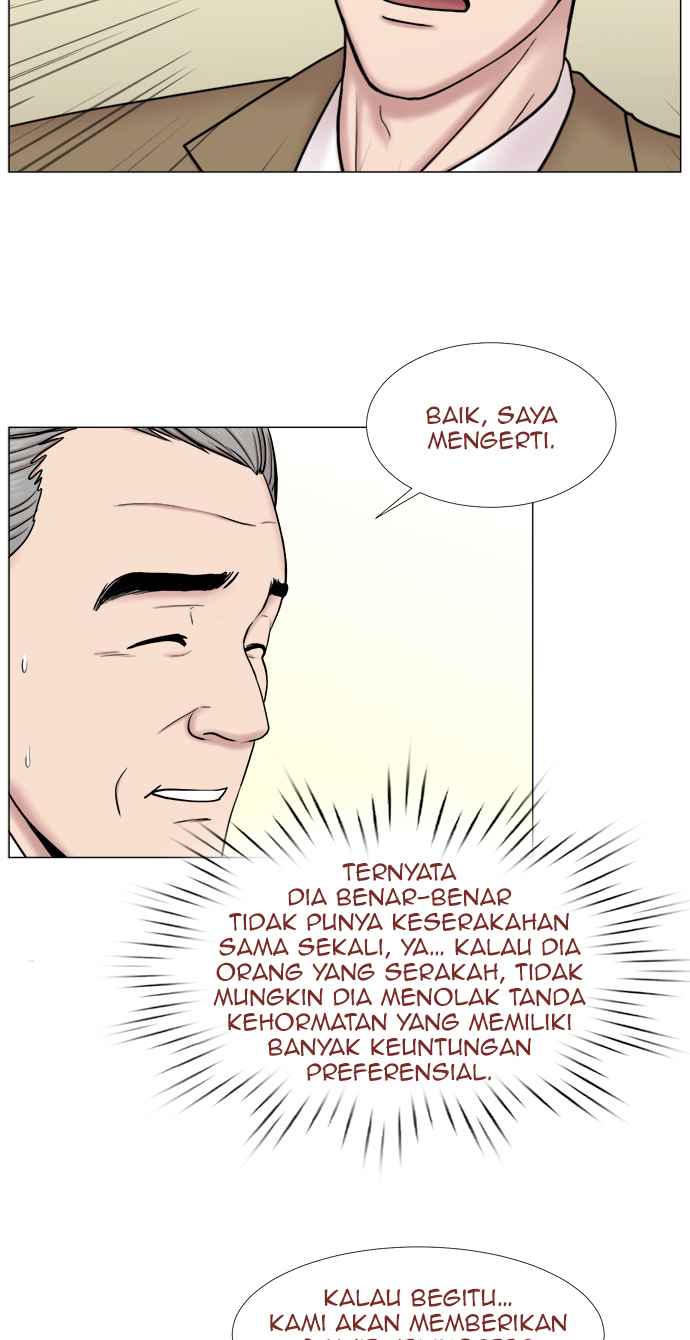 BAIK, SAYA
MENGERTI.
TERNYATA
DIA BENAR-BENAR
TIDAK PUNYA KESERAKAHAN
SAMA SEKALI, YA... KALAU DIA
ORANG YANG SERAKAH, TIDAK
MUNGKIN DIA MENOLAK TANDA
KEHORMATAN YANG MEMILIKI
BANYAK KEUNTUNGAN
PREFERENSIAL.
KALAU BEGITU...
KAMI AKAN MEMBERIKAN